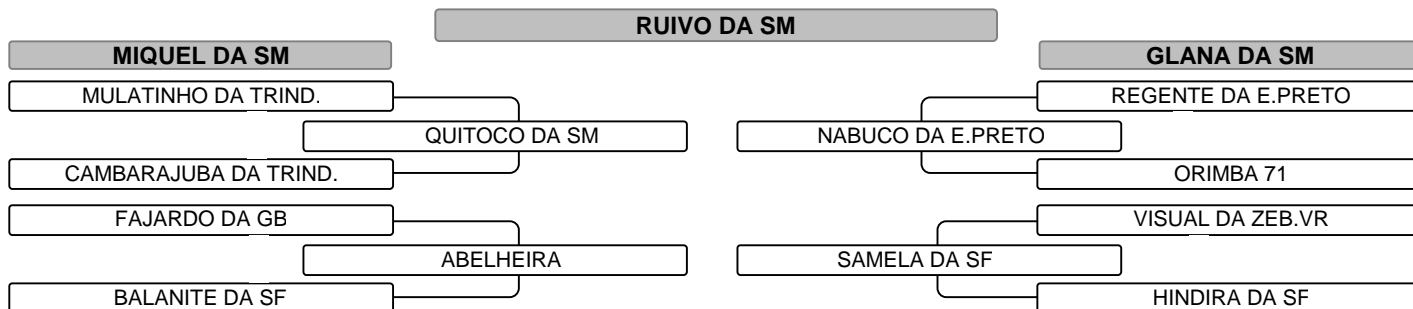 RUIVO DA SM
MIQUEL DA SM
GLANA DA SM
MULATINHO DA TRIND.
REGENTE DA E.PRETO
QUITOCO DA SM
NABUCO DA E.PRETO
CAMBARAJUBA DA TRIND.
ORIMBA 71
FAJARDO DA GB
VISUAL DA ZEB.VR
ABELHEIRA
SAMELA DA SF
BALANITE DA SF
HINDIRA DA SF